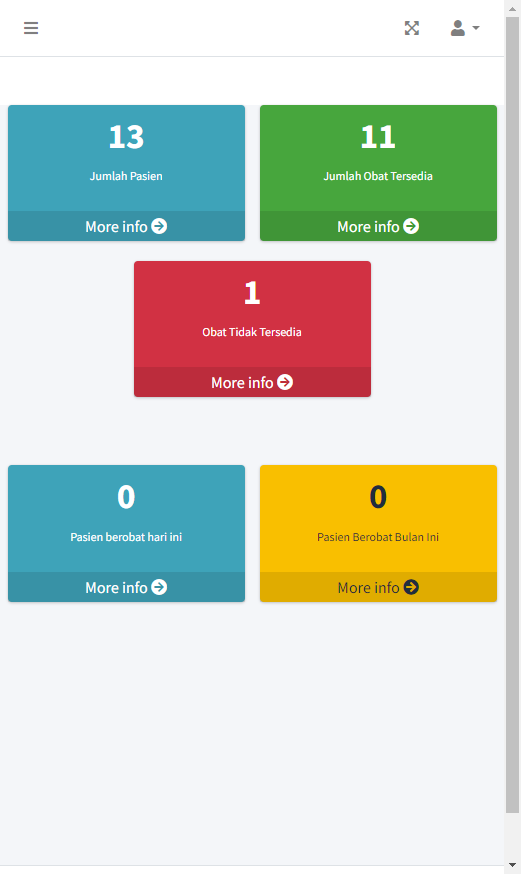 13
11
Jumlah Pasien
Jumlah Obat Tersedia
More info
More info
1
Obat Tidak Tersedia
More info
0
0
Pasien berobat hari ini
Pasien Berobat Bulan Ini
More info
More info